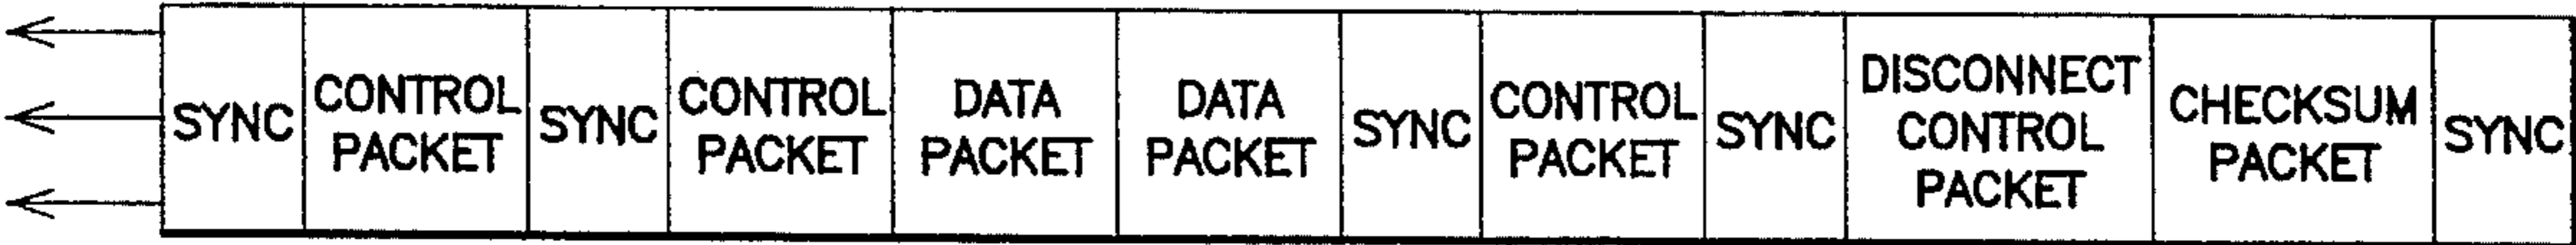 SYNC
CONTROL
PACKET
SYNC
CONTROL
PACKET
DATA
PACKET
DATA
PACKET
SYNC
CONTROL
PACKET
SYNC
DISCONNECT
CONTROL
PACKET
CHECKSUM
PACKET
SYNC